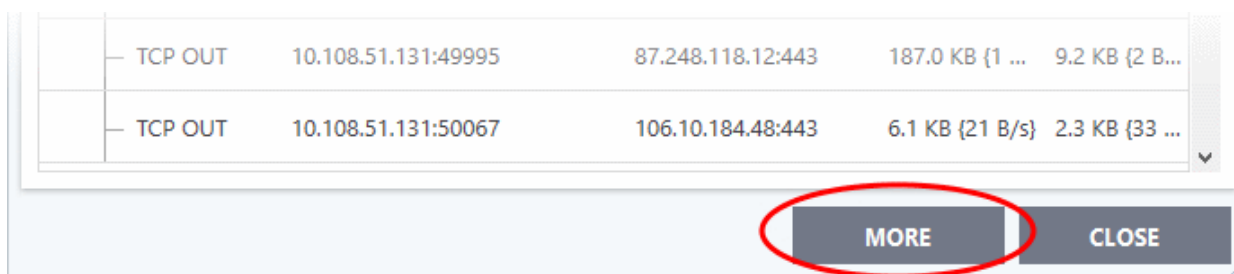 TCP OUT 10.108.51.131:49995 87.248.118.12:443 187.0 KB {1 ... 9.2 KB {2 B...
TCP OUT 10.108.51.131:50067 106.10.184.48:443 6.1 KB {21 B/s} 2.3 KB {33 ...
MORE CLOSE